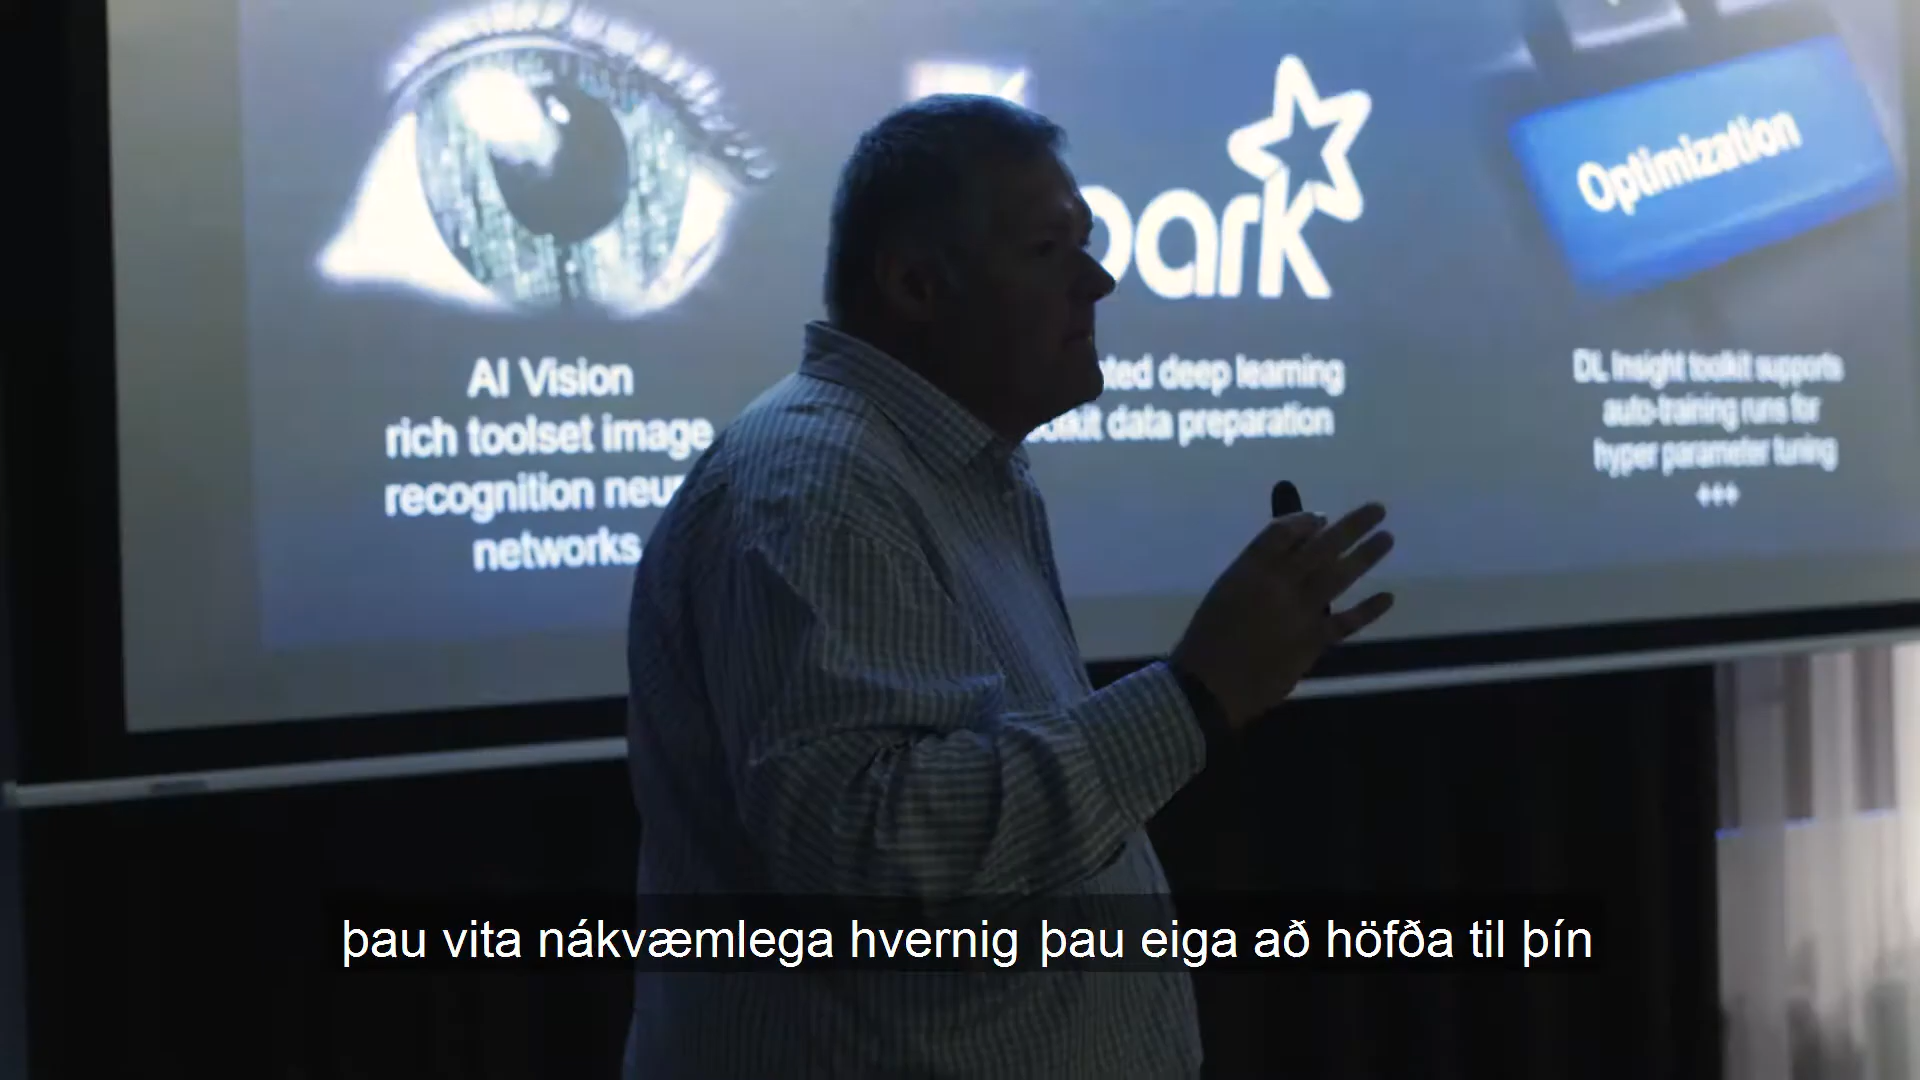 Optimization
AI Vision
rich toolset image
recognition
networks
deep learning
data preparation
DL Insight toolkit supports
auto-training runs for
hyper parameter tuning
þau vita nákvæmlega hvernig þau eiga að höfða til þín